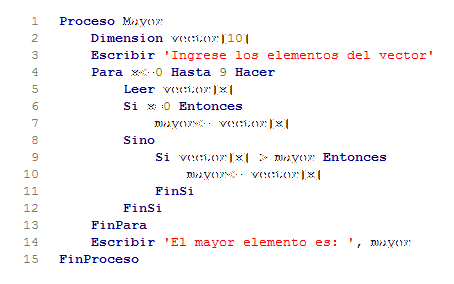 1 Proceso Mayor
2 Dimension vector[10]
3 Escribir 'Ingrese los elementos del vector'
4 Para x<-0 Hasta 9 Hacer
5 Leer vector[x]
6 Si x=0 Entonces
7 mayor<- vector[x]
8 Sino
9 Si vector[x] > mayor Entonces
10 mayor<- vector[x]
11 FinSi
12 FinSi
13 FinPara
14 Escribir 'El mayor elemento es: ', mayor
15 FinProceso